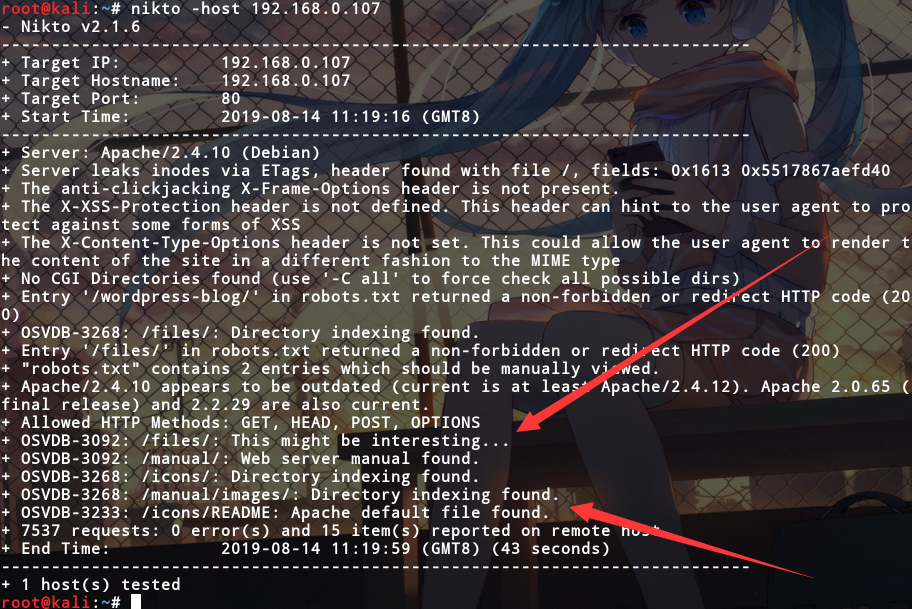 root@kali:~# nikto -host 192.168.0.107
- Nikto v2.1.6
---------------------------------------------------------------------------
+ Target IP:          192.168.0.107
+ Target Hostname:    192.168.0.107
+ Target Port:        80
+ Start Time:         2019-08-14 11:19:16 (GMT8)
---------------------------------------------------------------------------
+ Server: Apache/2.4.10 (Debian)
+ Server leaks inodes via ETags, header found with file /, fields: 0x1613 0x5517867aefd40
+ The anti-clickjacking X-Frame-Options header is not present.
+ The X-XSS-Protection header is not defined. This header can hint to the user agent to pro
tect against some forms of XSS
+ The X-Content-Type-Options header is not set. This could allow the user agent to render t
he content of the site in a different fashion to the MIME type
+ No CGI Directories found (use '-C all' to force check all possible dirs)
+ Entry '/wordpress-blog/' in robots.txt returned a non-forbidden or redirect HTTP code (20
0)
+ OSVDB-3268: /files/: Directory indexing found.
+ Entry '/files/' in robots.txt returned a non-forbidden or redirect HTTP code (200)
+ "robots.txt" contains 2 entries which should be manually viewed.
+ Apache/2.4.10 appears to be outdated (current is at least Apache/2.4.12). Apache 2.0.65 (
final release) and 2.2.29 are also current.
+ Allowed HTTP Methods: GET, HEAD, POST, OPTIONS
+ OSVDB-3092: /files/: This might be interesting...
+ OSVDB-3092: /manual/: Web server manual found.
+ OSVDB-3268: /icons/: Directory indexing found.
+ OSVDB-3268: /manual/images/: Directory indexing found.
+ OSVDB-3233: /icons/README: Apache default file found.
+ 7537 requests: 0 error(s) and 15 item(s) reported on remote host
+ End Time:           2019-08-14 11:19:59 (GMT8) (43 seconds)
---------------------------------------------------------------------------
+ 1 host(s) tested
root@kali:~#